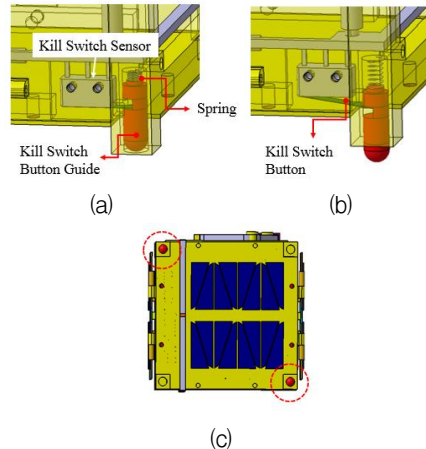 Kill Switch Sensor
Spring
Kill Switch
Button Guide
Kill Switch
Button
(a)
(b)
(c)